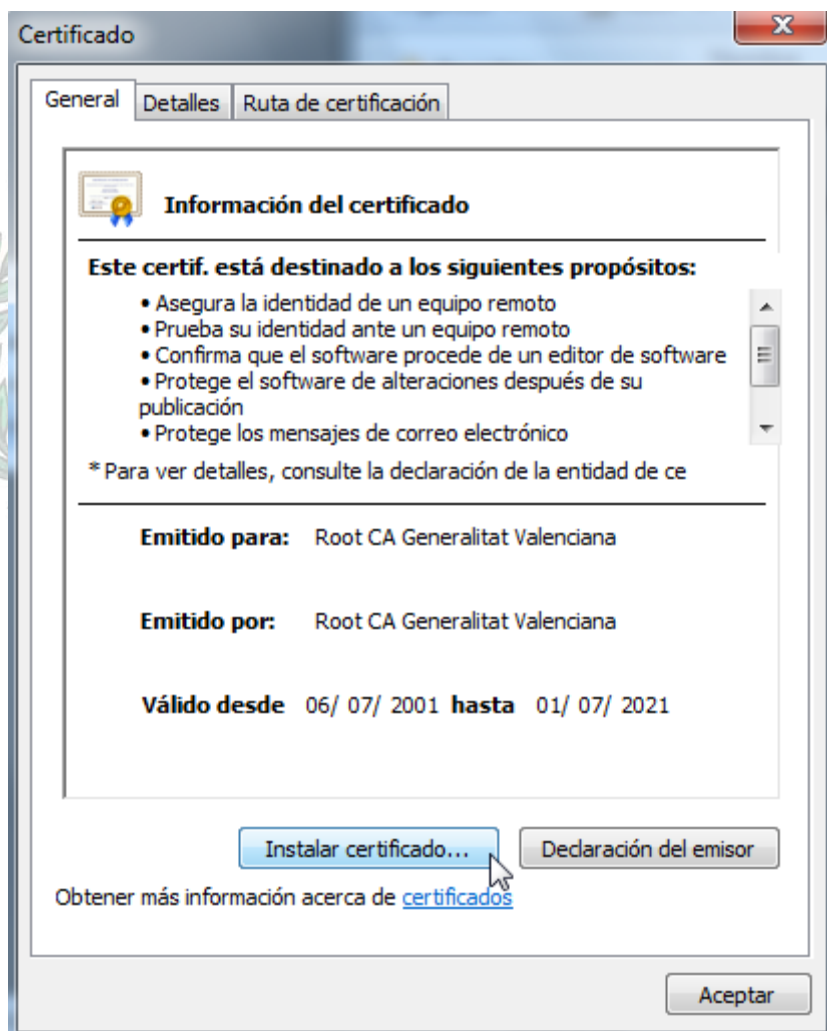 Certificado
General Detalles Ruta de certificación
Información del certificado
Este certif. está destinado a los siguientes propósitos:
• Asegura la identidad de un equipo remoto
• Prueba su identidad ante un equipo remoto
• Confirma que el software procede de un editor de software
• Protege el software de alteraciones después de su
publicación
• Protege los mensajes de correo electrónico
* Para ver detalles, consulte la declaración de la entidad de ce
Emitido para: Root CA Generalitat Valenciana
Emitido por: Root CA Generalitat Valenciana
Válido desde 06/ 07/ 2001 hasta 01/ 07/ 2021
Instalar certificado... Declaración del emisor
Obtener más información acerca de certificados
Aceptar